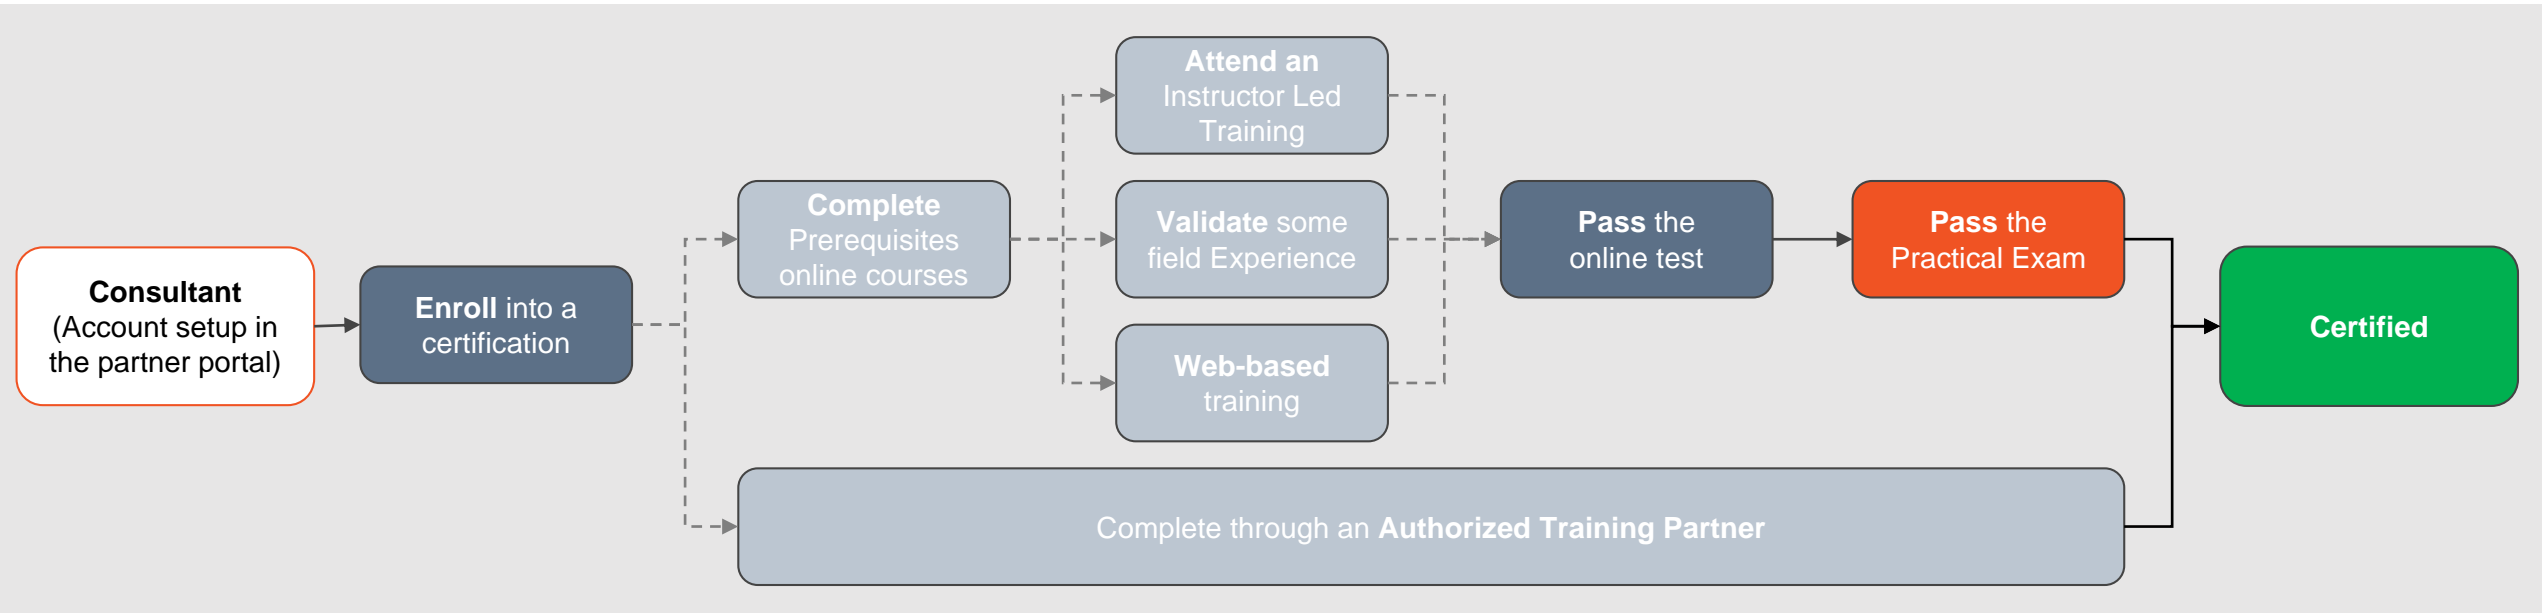 Consultant
(Account setup in
the partner portal)
Enroll into a
certification
Complete
Prerequisites
online courses
Attend an
Instructor Led
Training
Validate some
field Experience
Web-based
training
Pass the
online test
Pass the
Practical Exam
Complete through an Authorized Training Partner
Certified